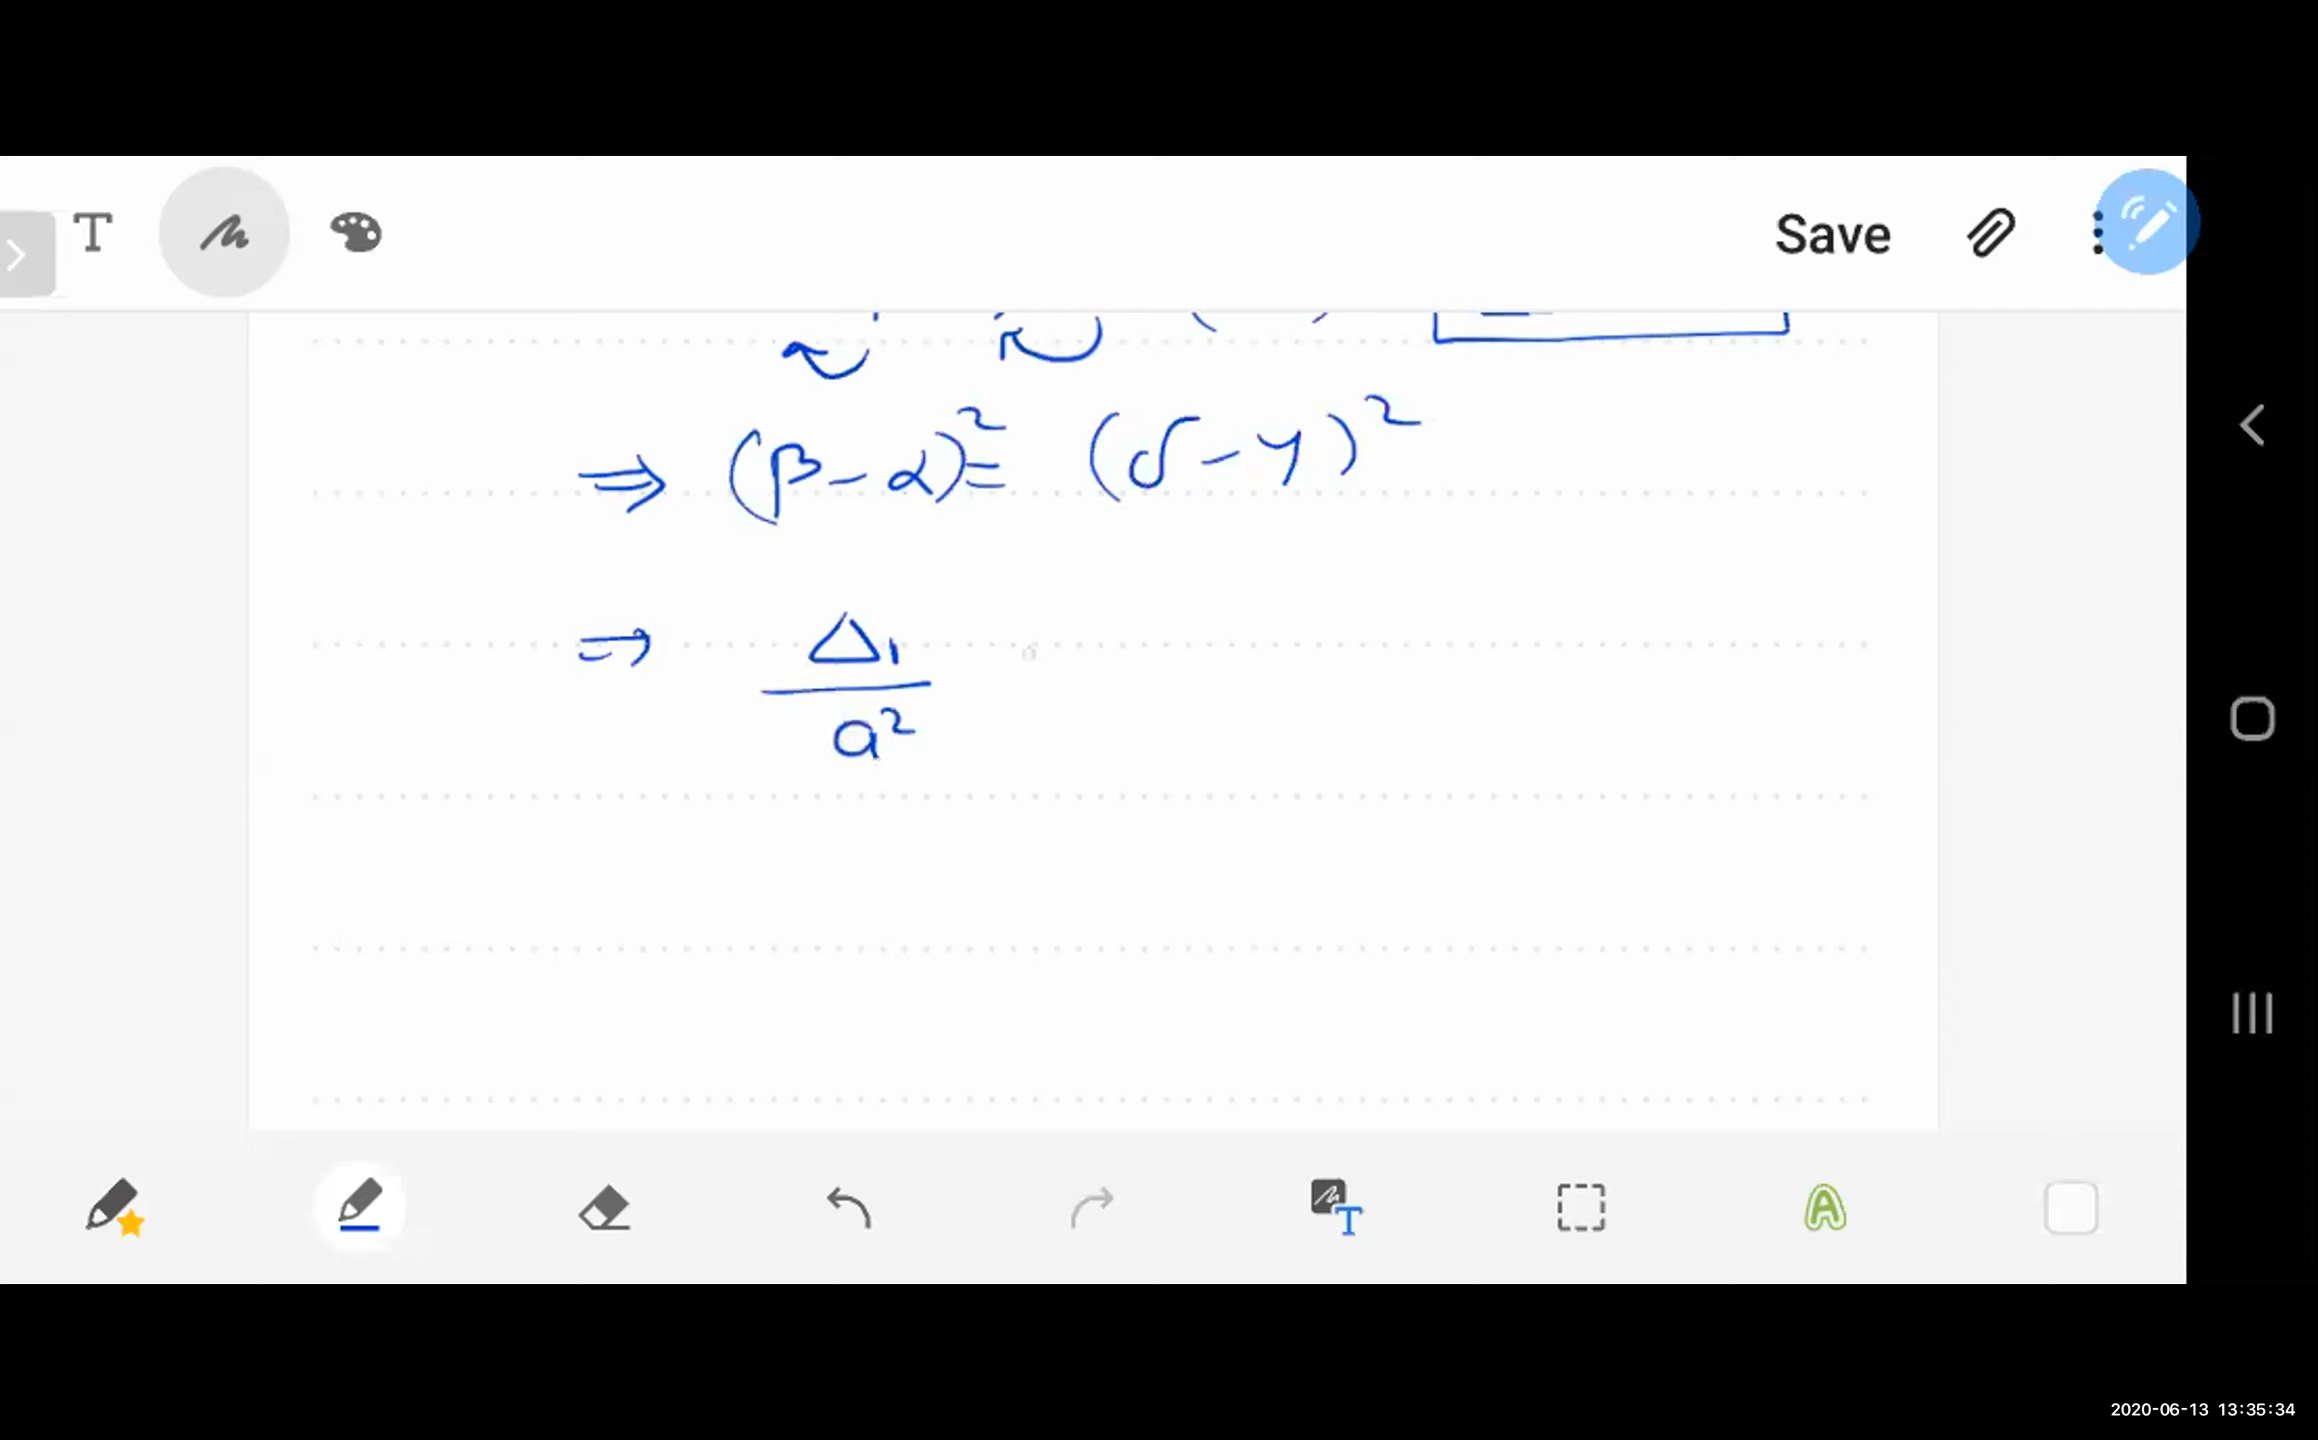 T Save
⇒ (β - α)² = (δ - γ)²
⇒ Δ₁ / a²
T A
2020-06-13 13:35:34